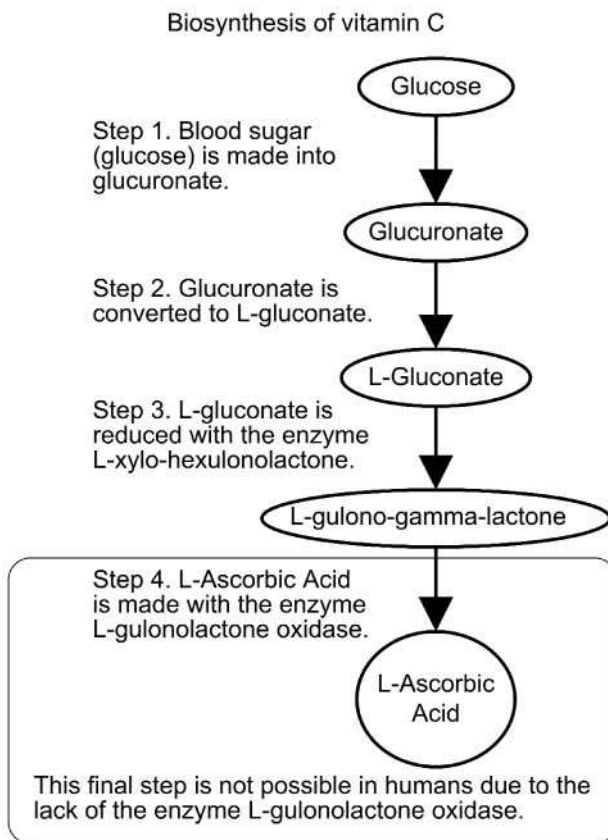 Biosynthesis of vitamin C
Glucose
Step 1. Blood sugar
(glucose) is made into
glucuronate.
Glucuronate
Step 2. Glucuronate is
converted to L-gluconate.
L-Gluconate
Step 3. L-gluconate is
reduced with the enzyme
L-xylo-hexulonolactone.
L-gulono-gamma-lactone
Step 4. L-Ascorbic Acid
is made with the enzyme
L-gulonolactone oxidase.
L-Ascorbic
Acid
This final step is not possible in humans due to the
lack of the enzyme L-gulonolactone oxidase.